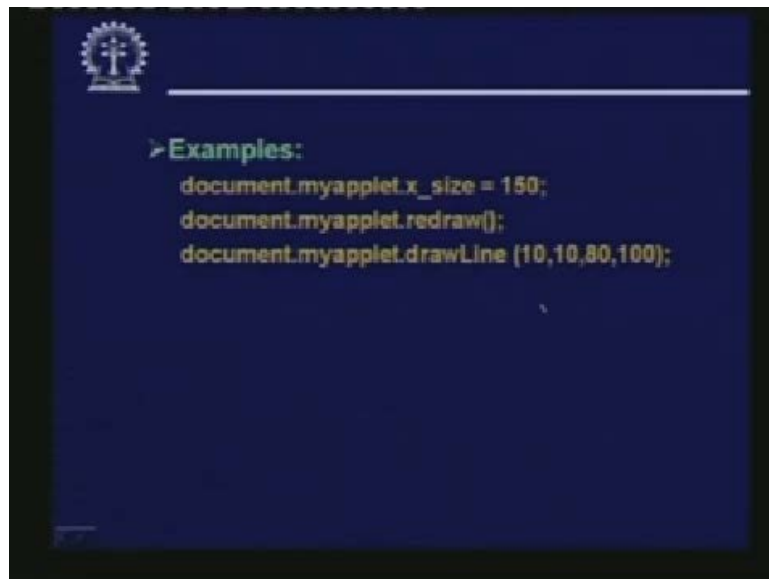 ➤Examples:
document.myapplet.x_size = 150;
document.myapplet.redraw();
document.myapplet.drawLine (10,10,80,100);